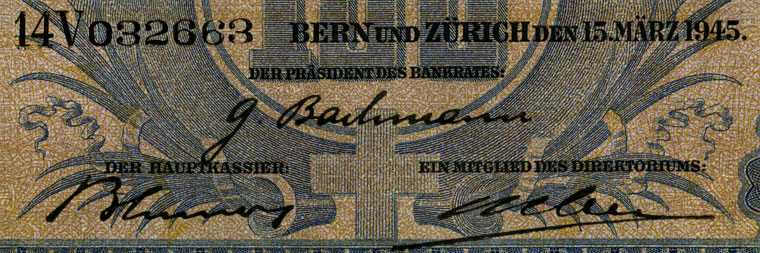 14V032663 BERN UND ZÜRICH DEN 15. MÄRZ 1945.
100
DER PRÄSIDENT DES BANKRATES:
G. Bachmann
DER HAUPTKASSIER: EIN MITGLIED DES DIREKTORIUMS: